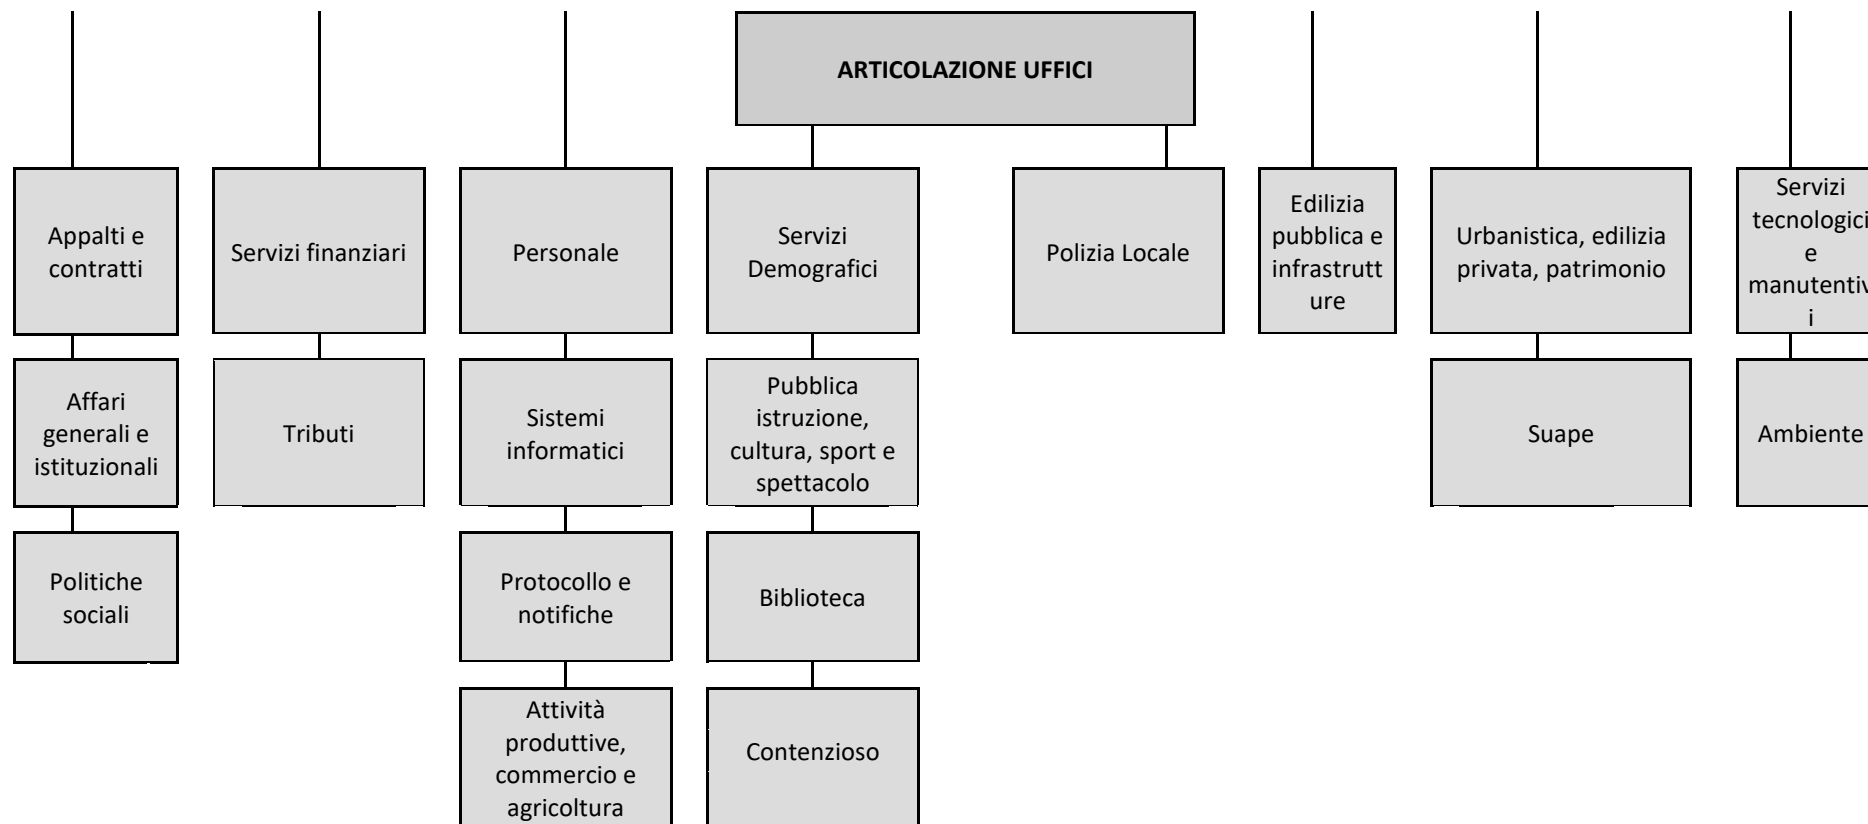 ARTICOLAZIONE UFFICI
Appalti e
contratti
Servizi finanziari
Personale
Servizi
Demografici
Polizia Locale
Edilizia
pubblica e
infrastrutt
ure
Urbanistica, edilizia
privata, patrimonio
Servizi
tecnologici
e
manutentiv
i
Affari
generali e
istituzionali
Tributi
Sistemi
informatici
Pubblica
istruzione,
cultura, sport e
spettacolo
Suape
Ambiente
Politiche
sociali
Protocollo e
notifiche
Biblioteca
Attività
produttive,
commercio e
agricoltura
Contenzioso